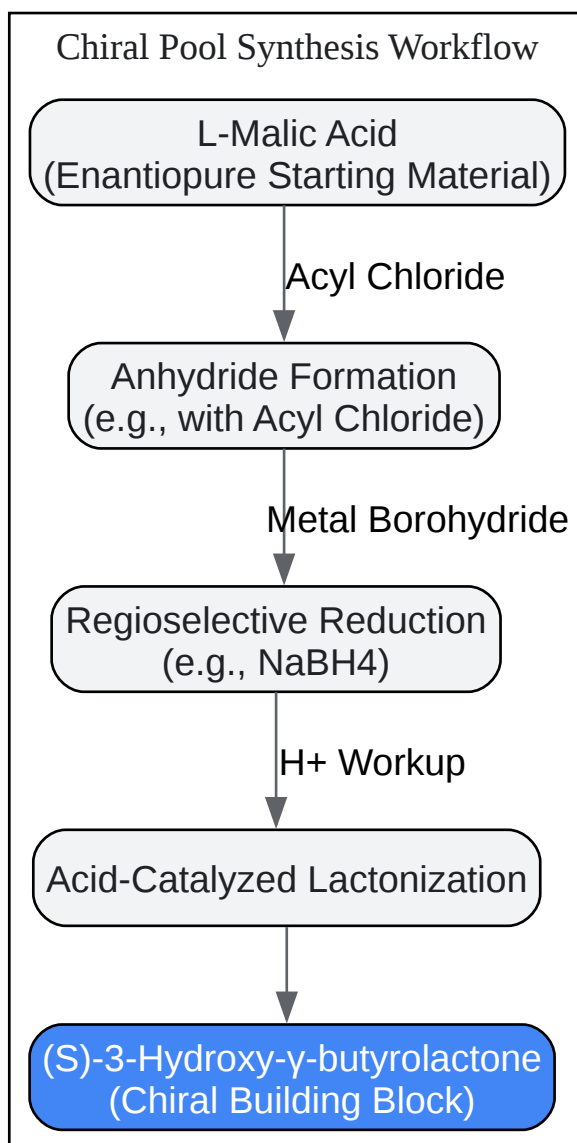 Chiral Pool Synthesis Workflow
L-Malic Acid
(Enantiopure Starting Material)
Acyl Chloride
Anhydride Formation
(e.g., with Acyl Chloride)
Metal Borohydride
Regioselective Reduction
(e.g., NaBH4)
H+ Workup
Acid-Catalyzed Lactonization
(S)-3-Hydroxy-γ-butyrolactone
(Chiral Building Block)